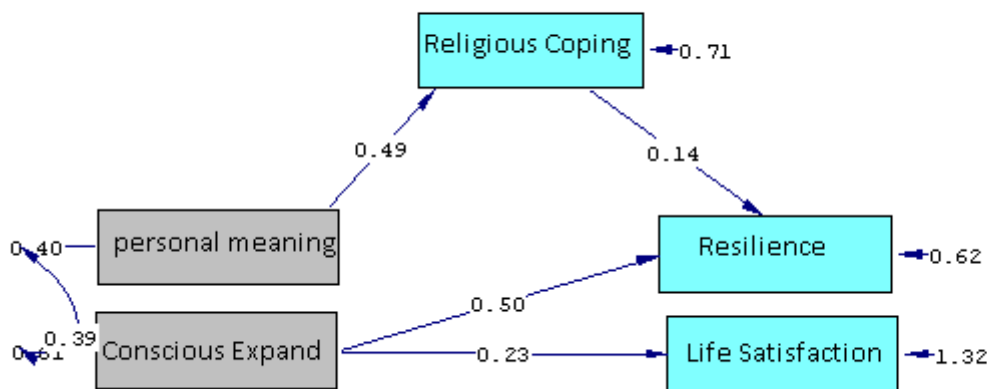 Religious Coping
0.71
0.49
0.14
0.40
personal meaning
Resilience
0.62
0.50
0.39
Conscious Expand
0.23
Life Satisfaction
1.32